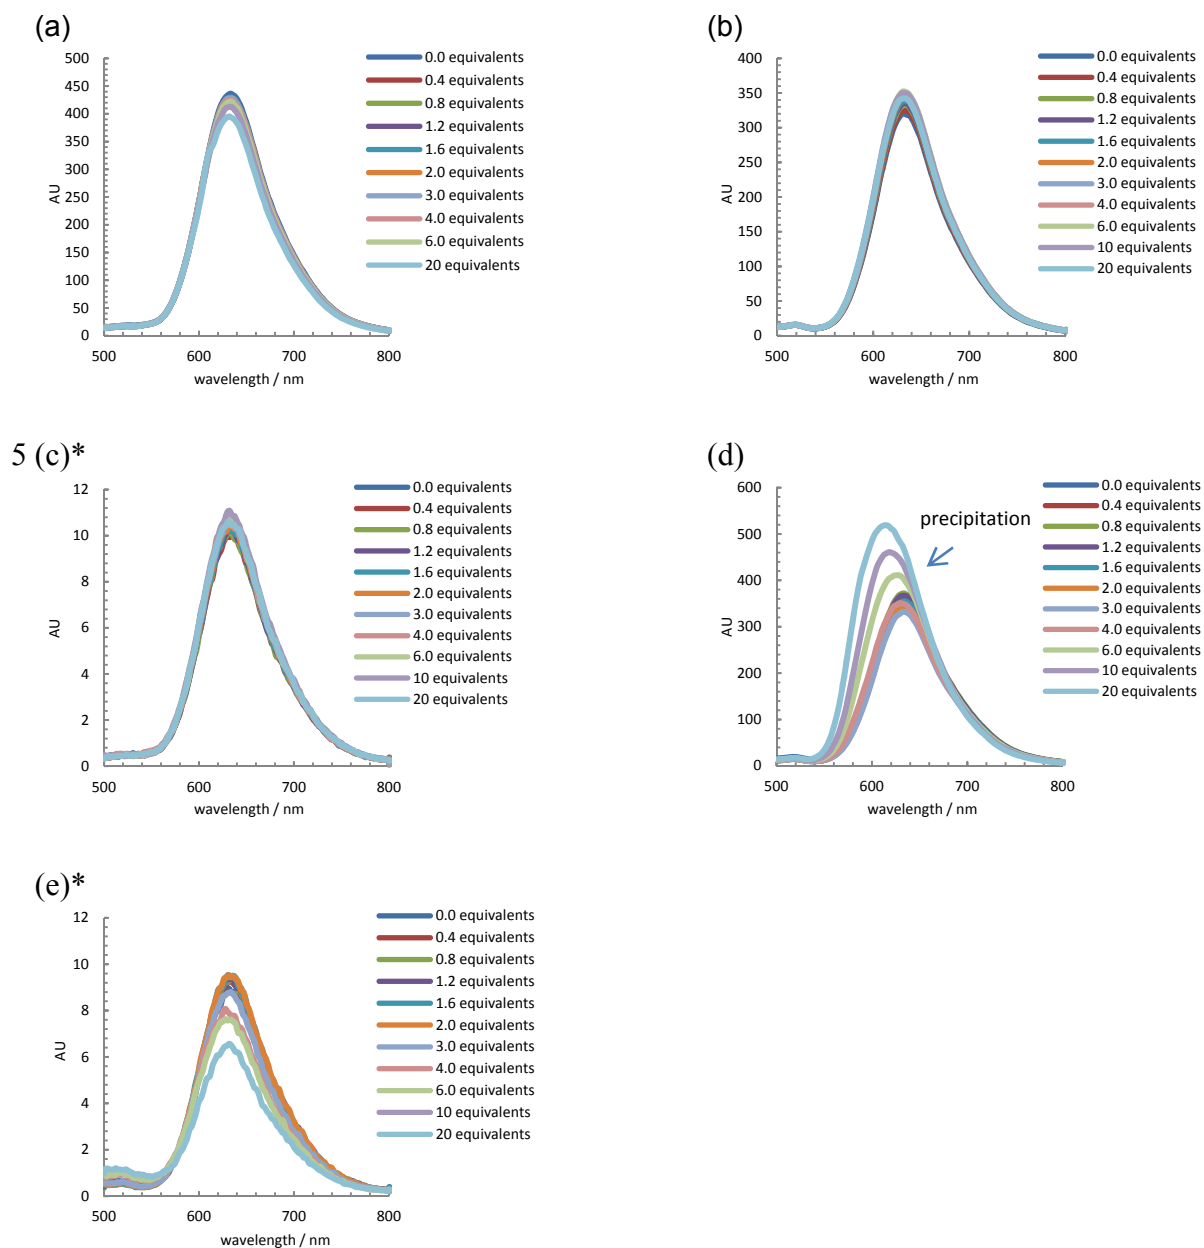 (a)
500
450
400
350
300
250
200
150
100
50
0
AU
500 600 700 800
wavelength / nm
0.0 equivalents
0.4 equivalents
0.8 equivalents
1.2 equivalents
1.6 equivalents
2.0 equivalents
3.0 equivalents
4.0 equivalents
6.0 equivalents
20 equivalents
(b)
400
350
300
250
200
150
100
50
0
AU
500 600 700 800
wavelength / nm
0.0 equivalents
0.4 equivalents
0.8 equivalents
1.2 equivalents
1.6 equivalents
2.0 equivalents
3.0 equivalents
4.0 equivalents
6.0 equivalents
10 equivalents
20 equivalents
5 (c)*
12
10
8
6
4
2
0
AU
500 600 700 800
wavelength / nm
0.0 equivalents
0.4 equivalents
0.8 equivalents
1.2 equivalents
1.6 equivalents
2.0 equivalents
3.0 equivalents
4.0 equivalents
6.0 equivalents
10 equivalents
20 equivalents
(d)
600
500
400
300
200
100
0
AU
500 600 700 800
wavelength / nm
precipitation
0.0 equivalents
0.4 equivalents
0.8 equivalents
1.2 equivalents
1.6 equivalents
2.0 equivalents
3.0 equivalents
4.0 equivalents
6.0 equivalents
10 equivalents
20 equivalents
(e)*
12
10
8
6
4
2
0
AU
500 600 700 800
wavelength / nm
0.0 equivalents
0.4 equivalents
0.8 equivalents
1.2 equivalents
1.6 equivalents
2.0 equivalents
3.0 equivalents
4.0 equivalents
6.0 equivalents
10 equivalents
20 equivalents